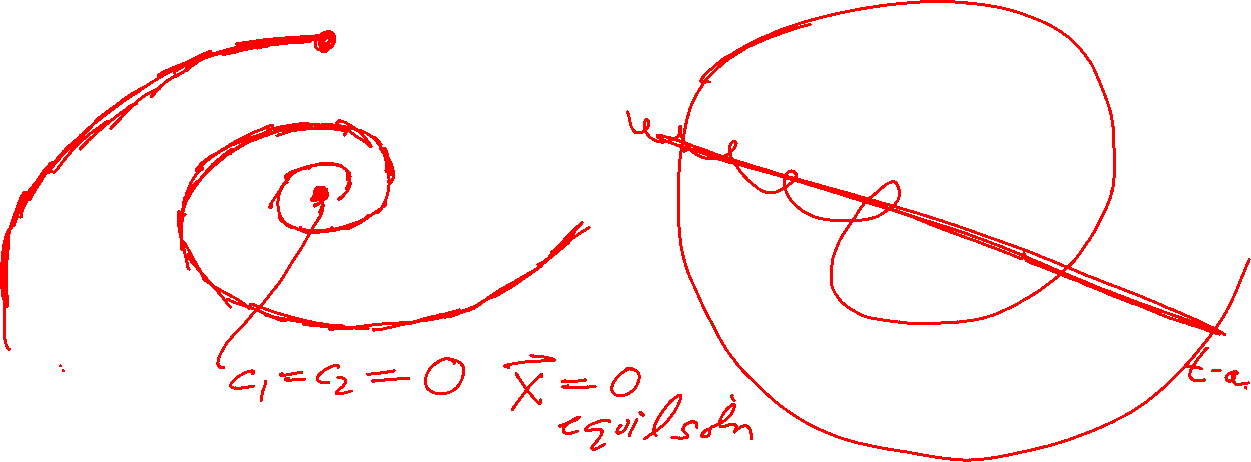 c₁ = c₂ = 0 x⃗ = 0
equil soln